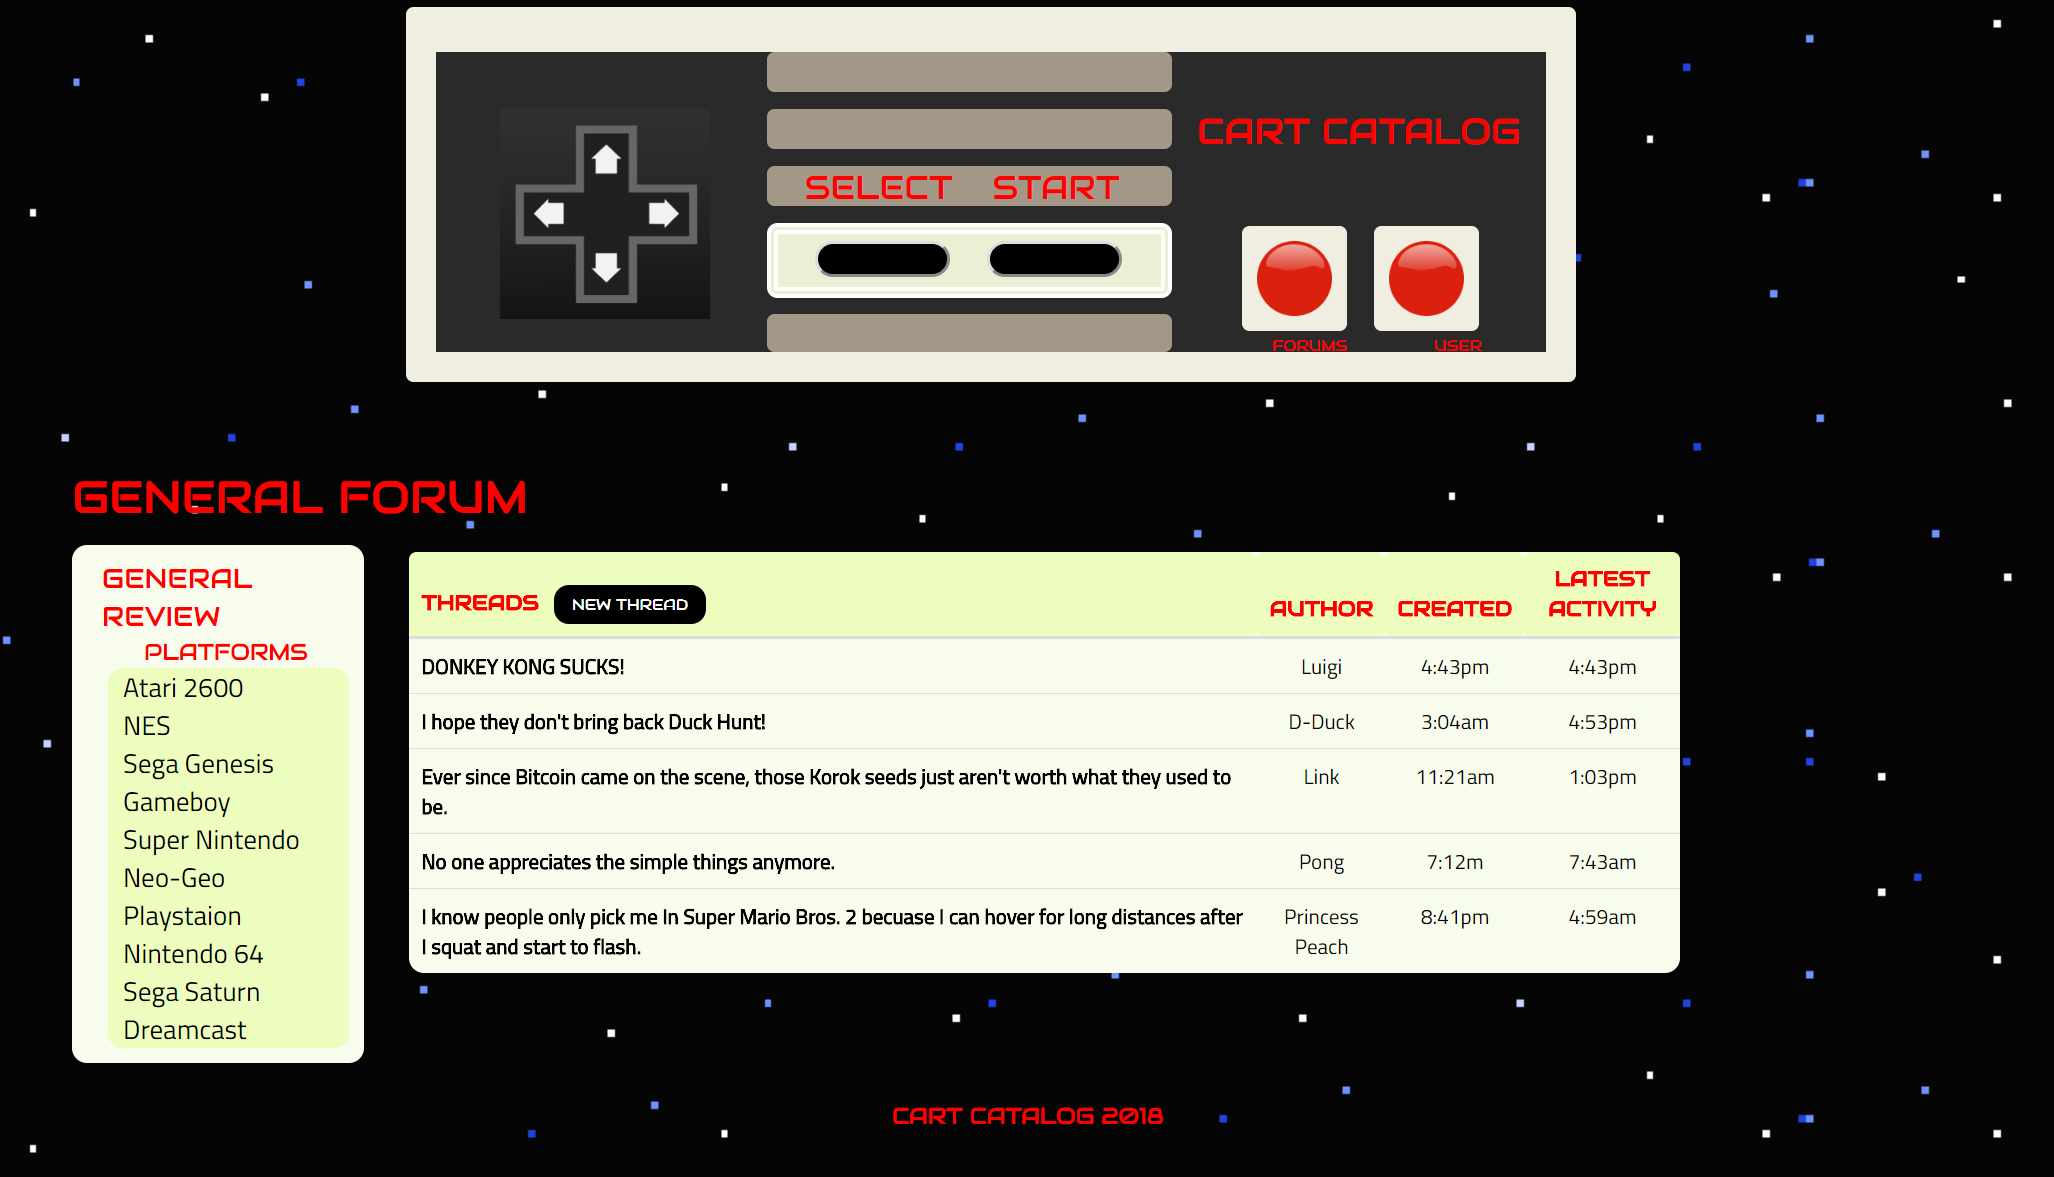 CART CATALOG
SELECT START
FORUMS USER
GENERAL FORUM
GENERAL
REVIEW
PLATFORMS
Atari 2600
NES
Sega Genesis
Gameboy
Super Nintendo
Neo-Geo
Playstaion
Nintendo 64
Sega Saturn
Dreamcast
THREADS NEW THREAD AUTHOR CREATED LATEST
ACTIVITY
DONKEY KONG SUCKS! Luigi 4:43pm 4:43pm
I hope they don't bring back Duck Hunt! D-Duck 3:04am 4:53pm
Ever since Bitcoin came on the scene, those Korok seeds just aren't worth what they used to Link 11:21am 1:03pm
be.
No one appreciates the simple things anymore. Pong 7:12m 7:43am
I know people only pick me In Super Mario Bros. 2 becuase I can hover for long distances after Princess 8:41pm 4:59am
I squat and start to flash. Peach
CART CATALOG 2018